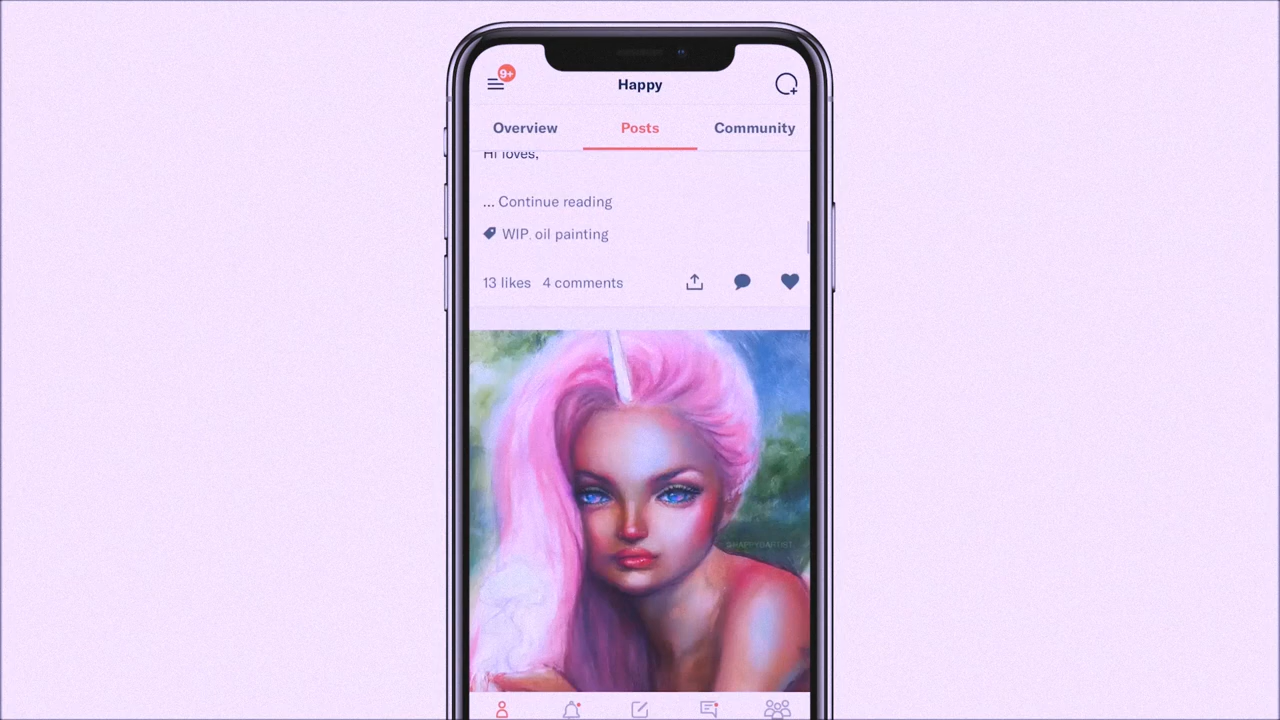 9+
Happy
Overview Posts Community
Hi loves,
... Continue reading
WIP, oil painting
13 likes 4 comments